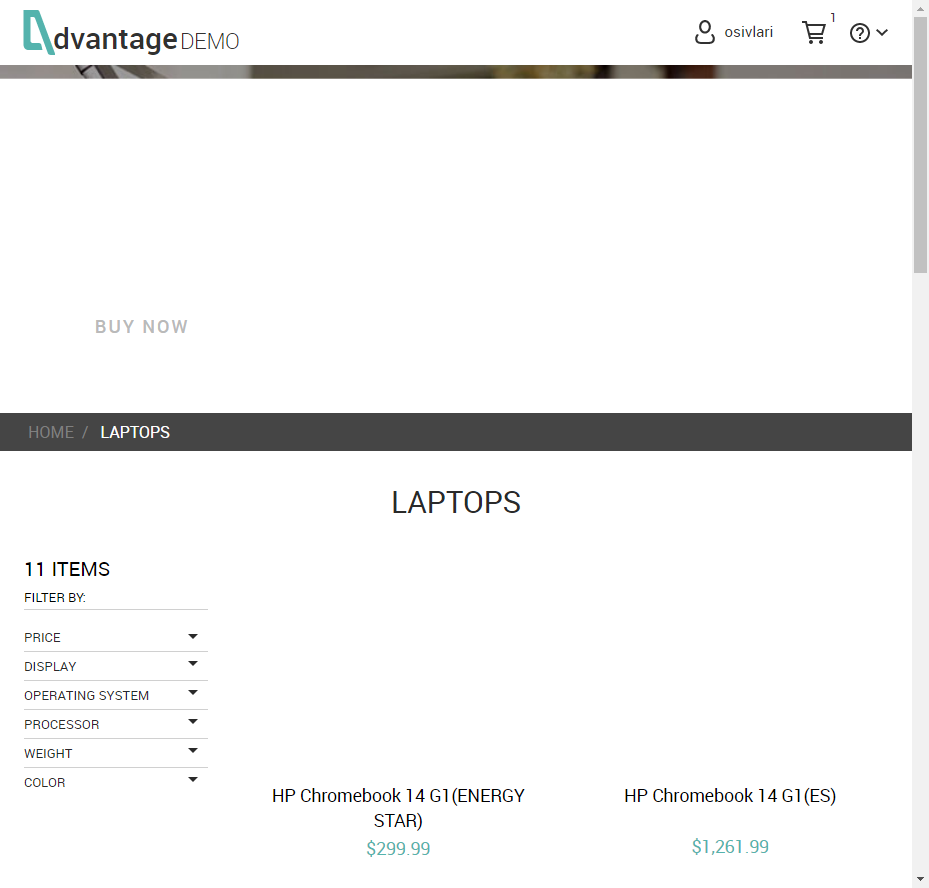 dvantage DEMO
osivlari
1
?
BUY NOW
HOME / LAPTOPS
LAPTOPS
11 ITEMS
FILTER BY:
PRICE
DISPLAY
OPERATING SYSTEM
PROCESSOR
WEIGHT
COLOR
HP Chromebook 14 G1(ENERGY
STAR)
$299.99
HP Chromebook 14 G1(ES)
$1,261.99